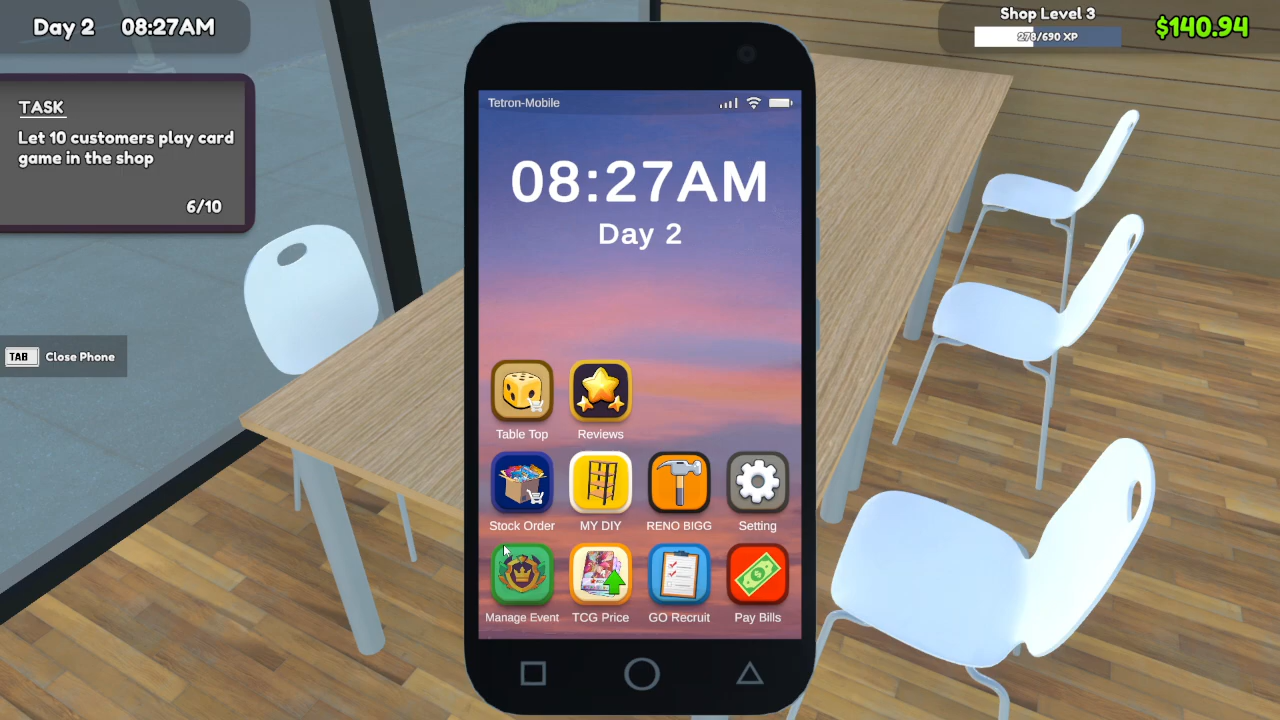 Day 2 08:27AM
Shop Level 3
278/690 XP
$140.94
TASK
Let 10 customers play card
game in the shop
6/10
TAB Close Phone
Tetron-Mobile
08:27AM
Day 2
Table Top Reviews
Stock Order MY DIY RENO BIGG Setting
Manage Event TCG Price GO Recruit Pay Bills